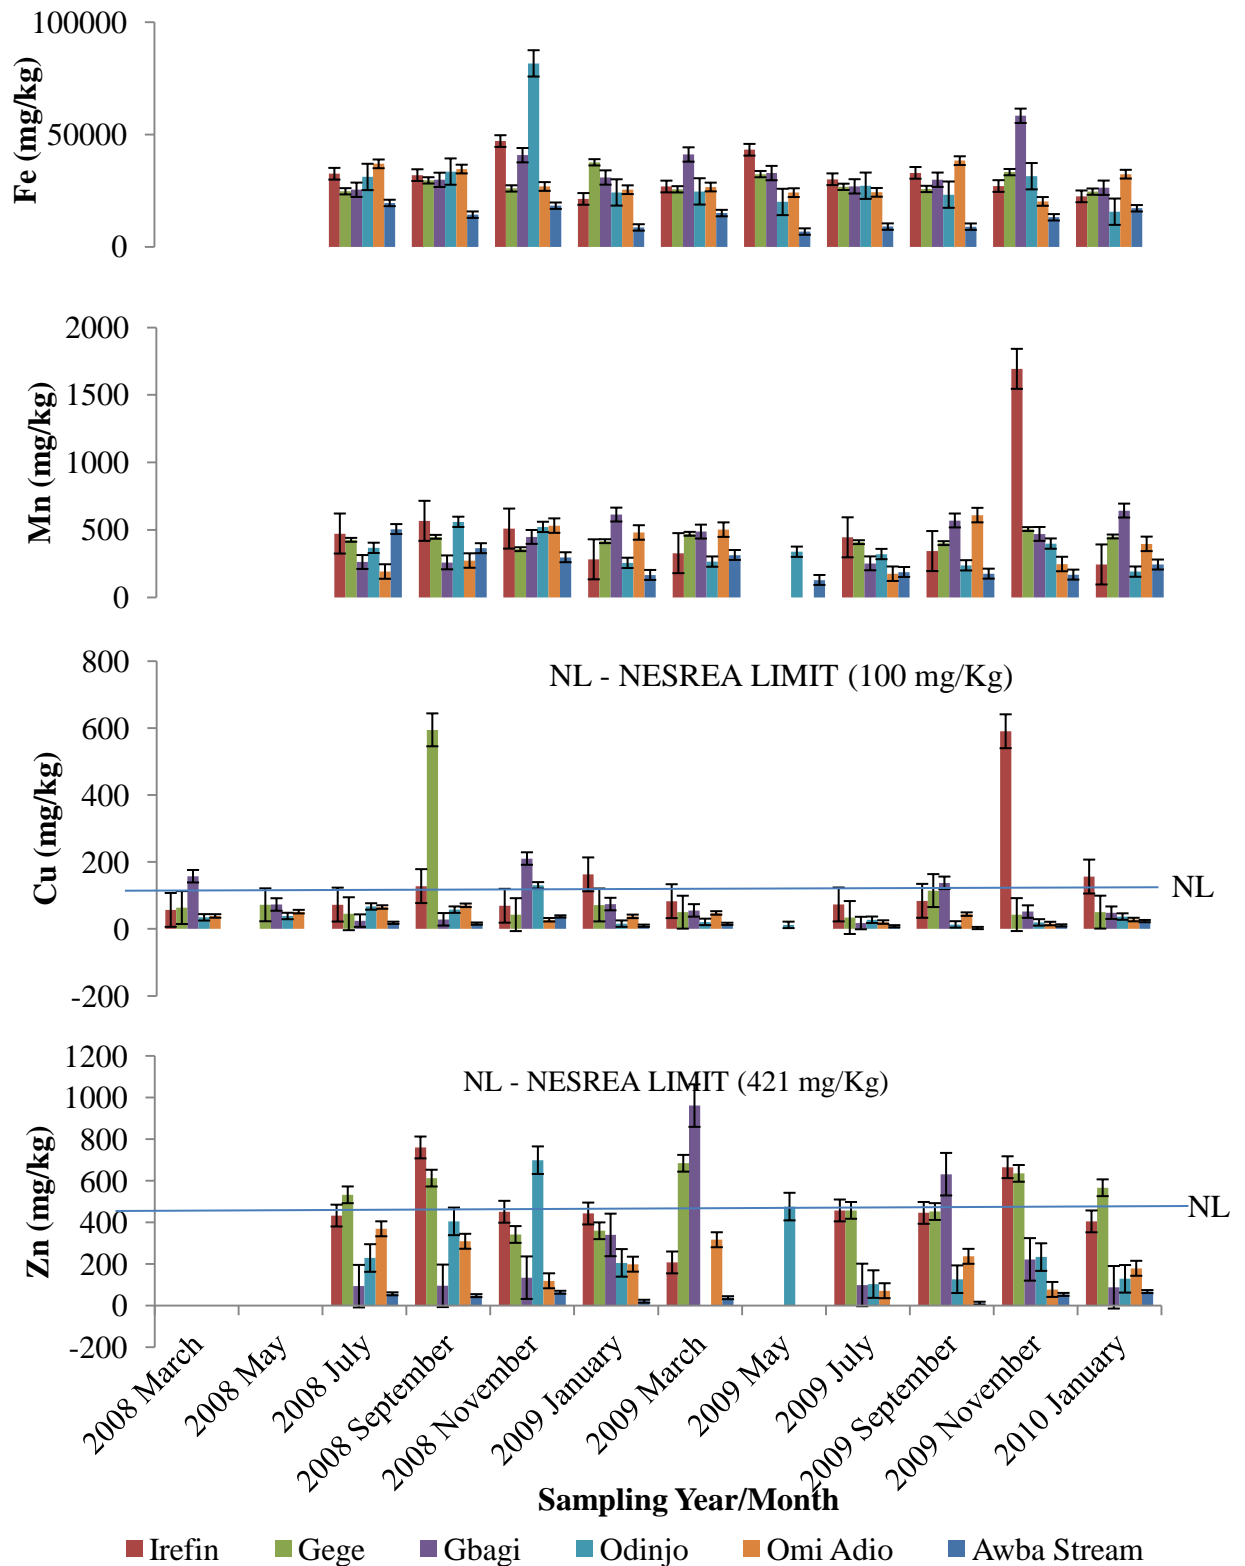 Fe (mg/kg)
100000
50000
0
Mn (mg/kg)
2000
1500
1000
500
0
Cu (mg/kg)
800
600
400
200
0
-200
NL - NESREA LIMIT (100 mg/Kg)
NL
Zn (mg/kg)
1200
1000
800
600
400
200
0
-200
NL - NESREA LIMIT (421 mg/Kg)
NL
2008 March
2008 May
2008 July
2008 September
2008 November
2009 January
2009 March
2009 May
2009 July
2009 September
2009 November
2010 January
Sampling Year/Month
Irefin Gege Gbagi Odinjo Omi Adio Awba Stream